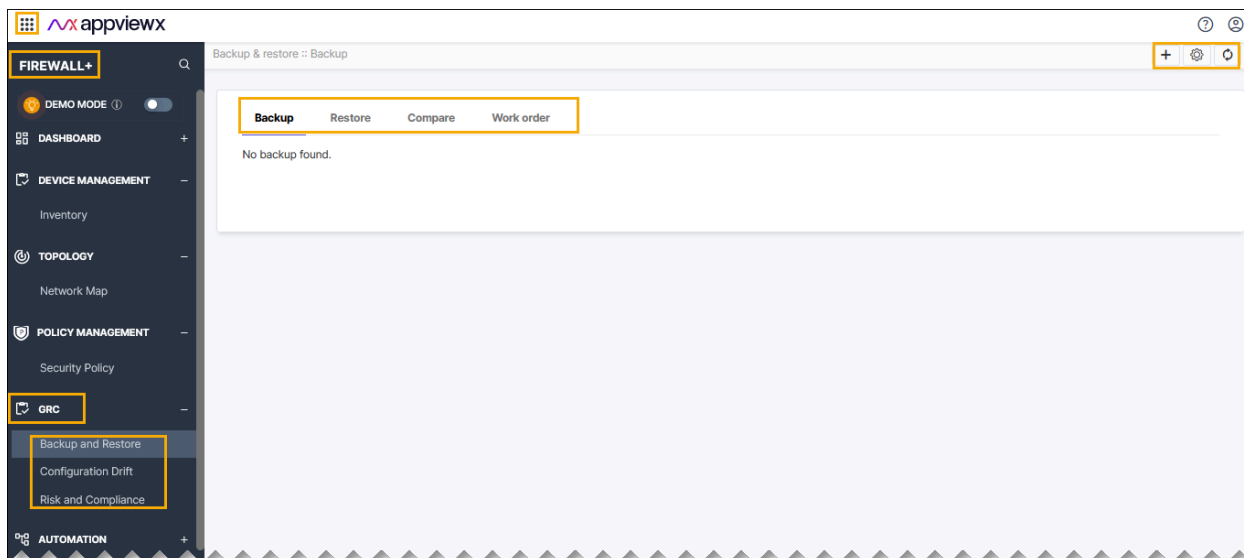 appviewx
FIREWALL+
Backup & restore :: Backup
DEMO MODE
Backup Restore Compare Work order
DASHBOARD +
No backup found.
DEVICE MANAGEMENT –
Inventory
TOPOLOGY –
Network Map
POLICY MANAGEMENT –
Security Policy
GRC –
Backup and Restore
Configuration Drift
Risk and Compliance
AUTOMATION +